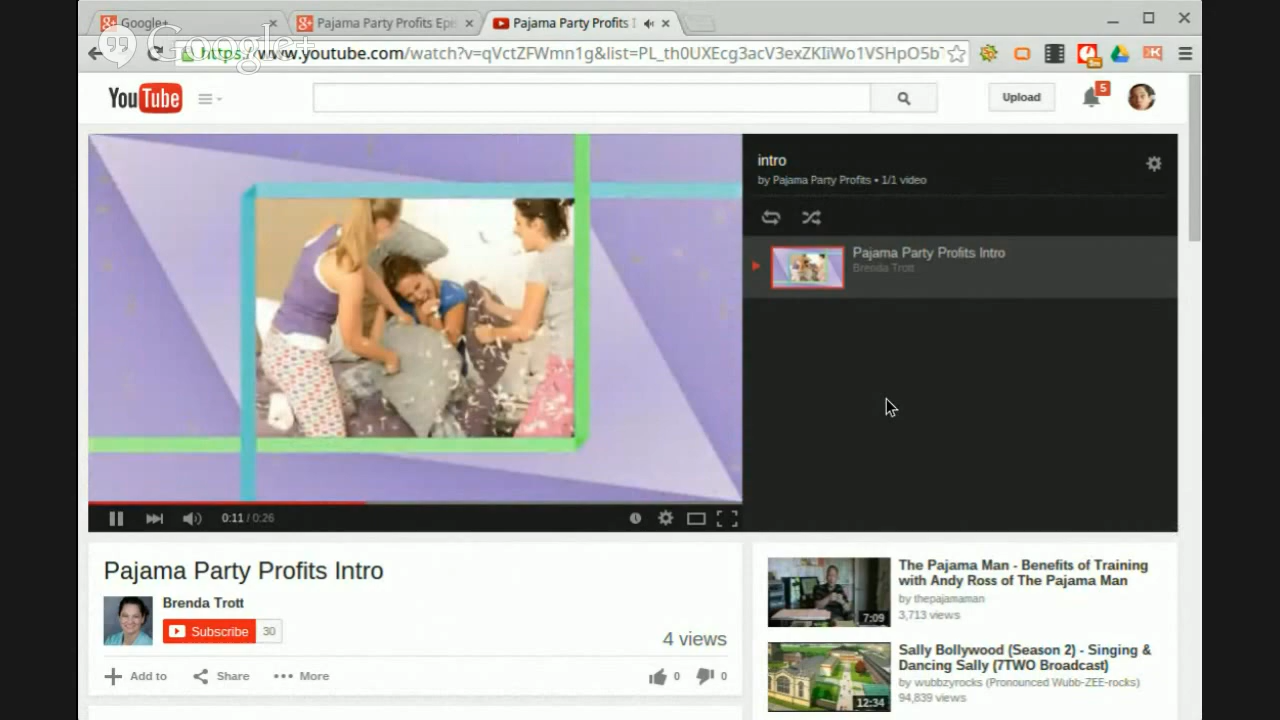 Google+
Pajama Party Profits Epi
Pajama Party Profits I
Google+
https://www.youtube.com/watch?v=qVctZFWmn1g&list=PL_th0UXEcg3acV3exZKIiWo1VSHpO5b
YouTube
Upload
5
intro
by Pajama Party Profits • 1/1 video
Pajama Party Profits Intro
Brenda Trott
0:11 / 0:26
Pajama Party Profits Intro
Brenda Trott
Subscribe 30
4 views
Add to Share More 0 0
The Pajama Man - Benefits of Training
with Andy Ross of The Pajama Man
by thepajamaman
3,713 views
7:09
Sally Bollywood (Season 2) - Singing &
Dancing Sally (7TWO Broadcast)
by wubbzyrocks (Pronounced Wubb-ZEE-rocks)
94,839 views
12:34